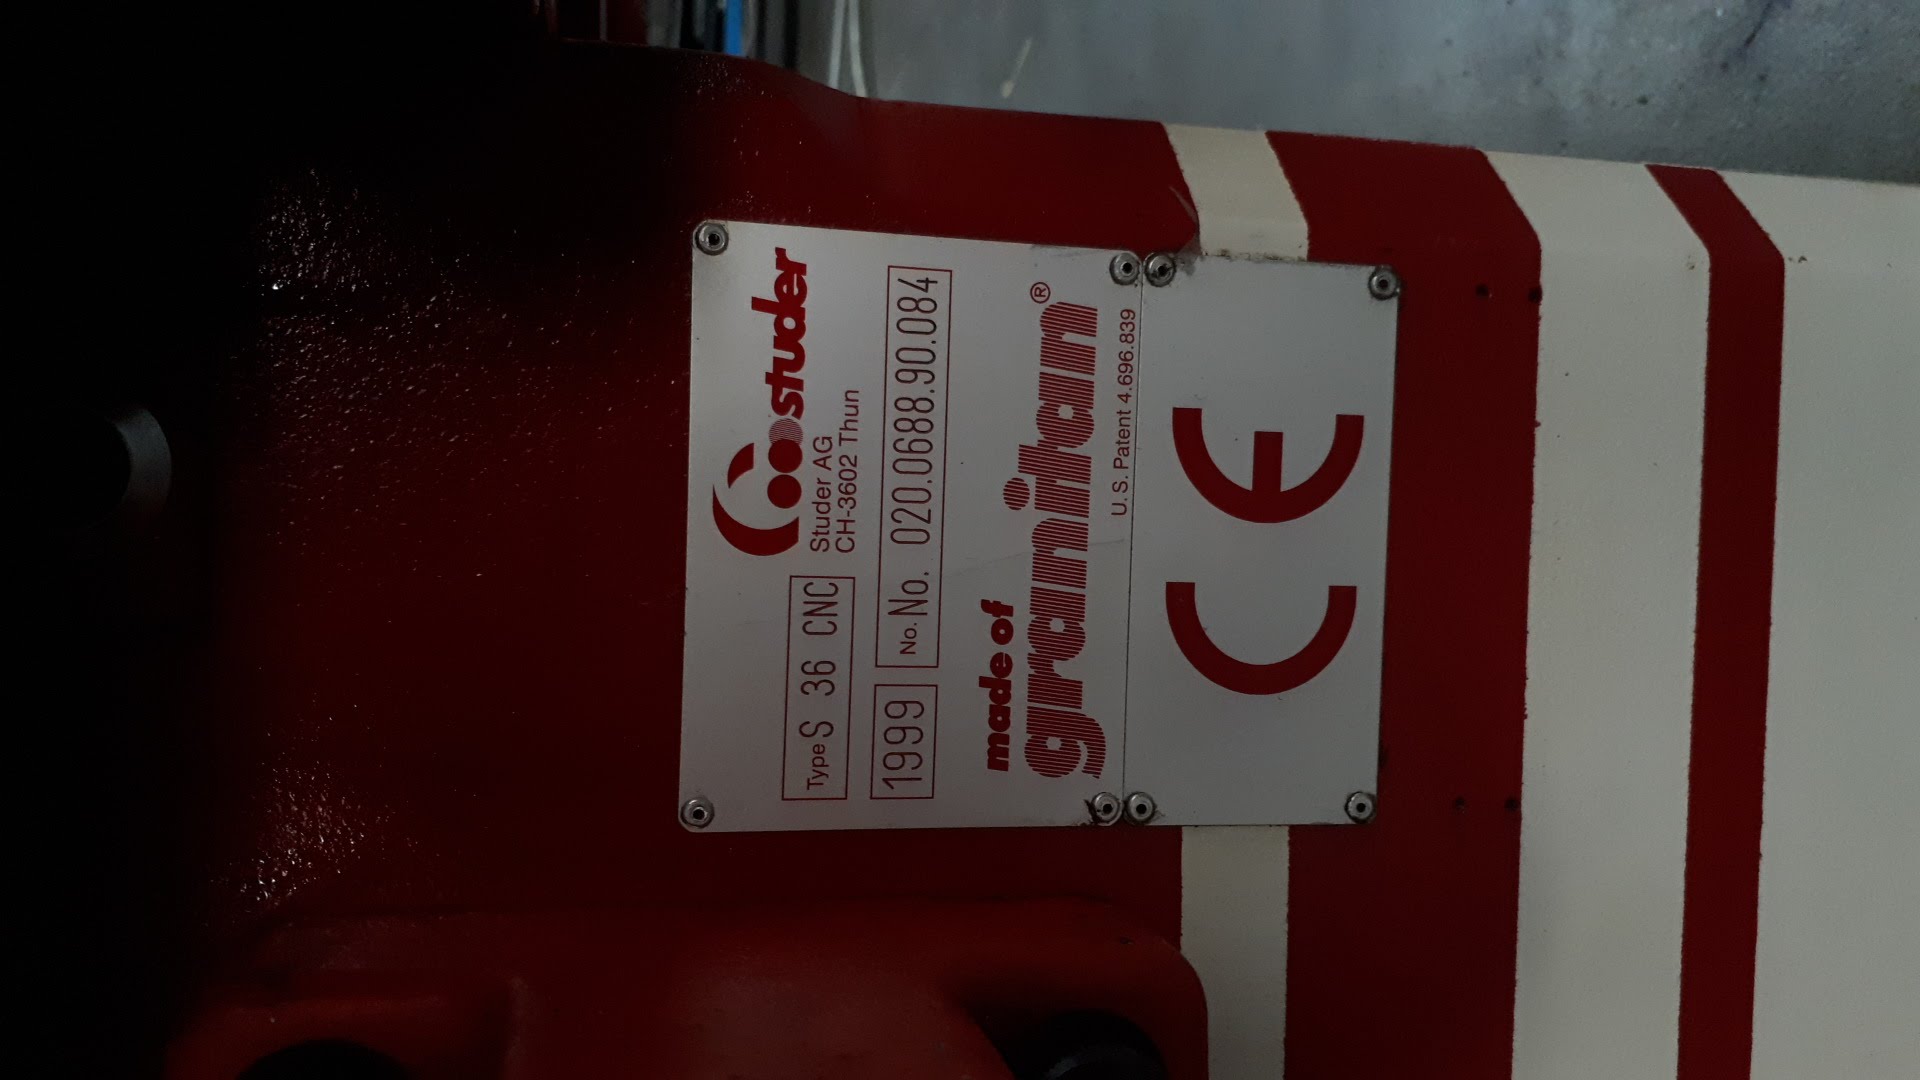 studer
Studer AG
CH-3602 Thun
Type S 36 CNC
1999 No. No. 020.0688.90.084
made of
granitan®
U.S. Patent 4.696.839
CE